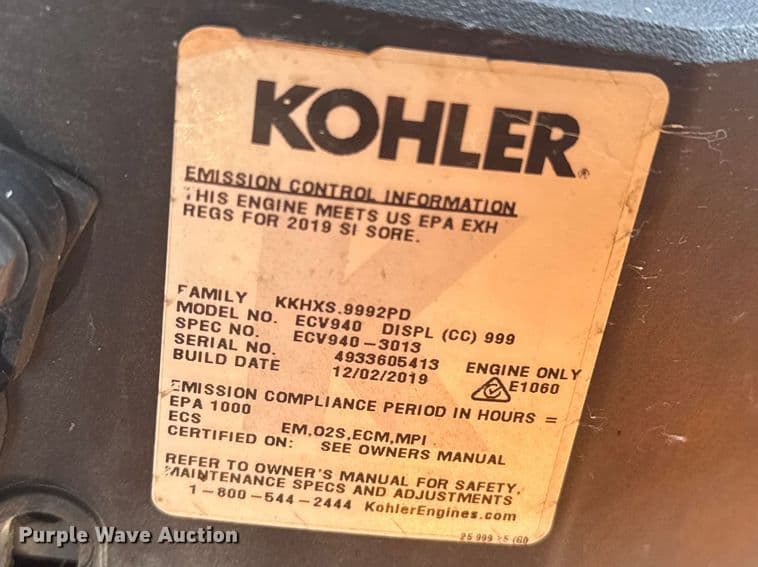 KOHLER®
EMISSION CONTROL INFORMATION
THIS ENGINE MEETS US EPA EXH
REGS FOR 2019 SI SORE.
FAMILY KKHXS.9992PD
MODEL NO. ECV940 DISPL (CC) 999
SPEC NO. ECV940-3013
SERIAL NO. 4933605413 ENGINE ONLY
BUILD DATE 12/02/2019 E1060
EMISSION COMPLIANCE PERIOD IN HOURS =
EPA 1000
ECS EM,O2S,ECM,MPI
CERTIFIED ON: SEE OWNERS MANUAL
REFER TO OWNER'S MANUAL FOR SAFETY,
MAINTENANCE SPECS AND ADJUSTMENTS
1-800-544-2444 KohlerEngines.com
25 999
Purple Wave Auction